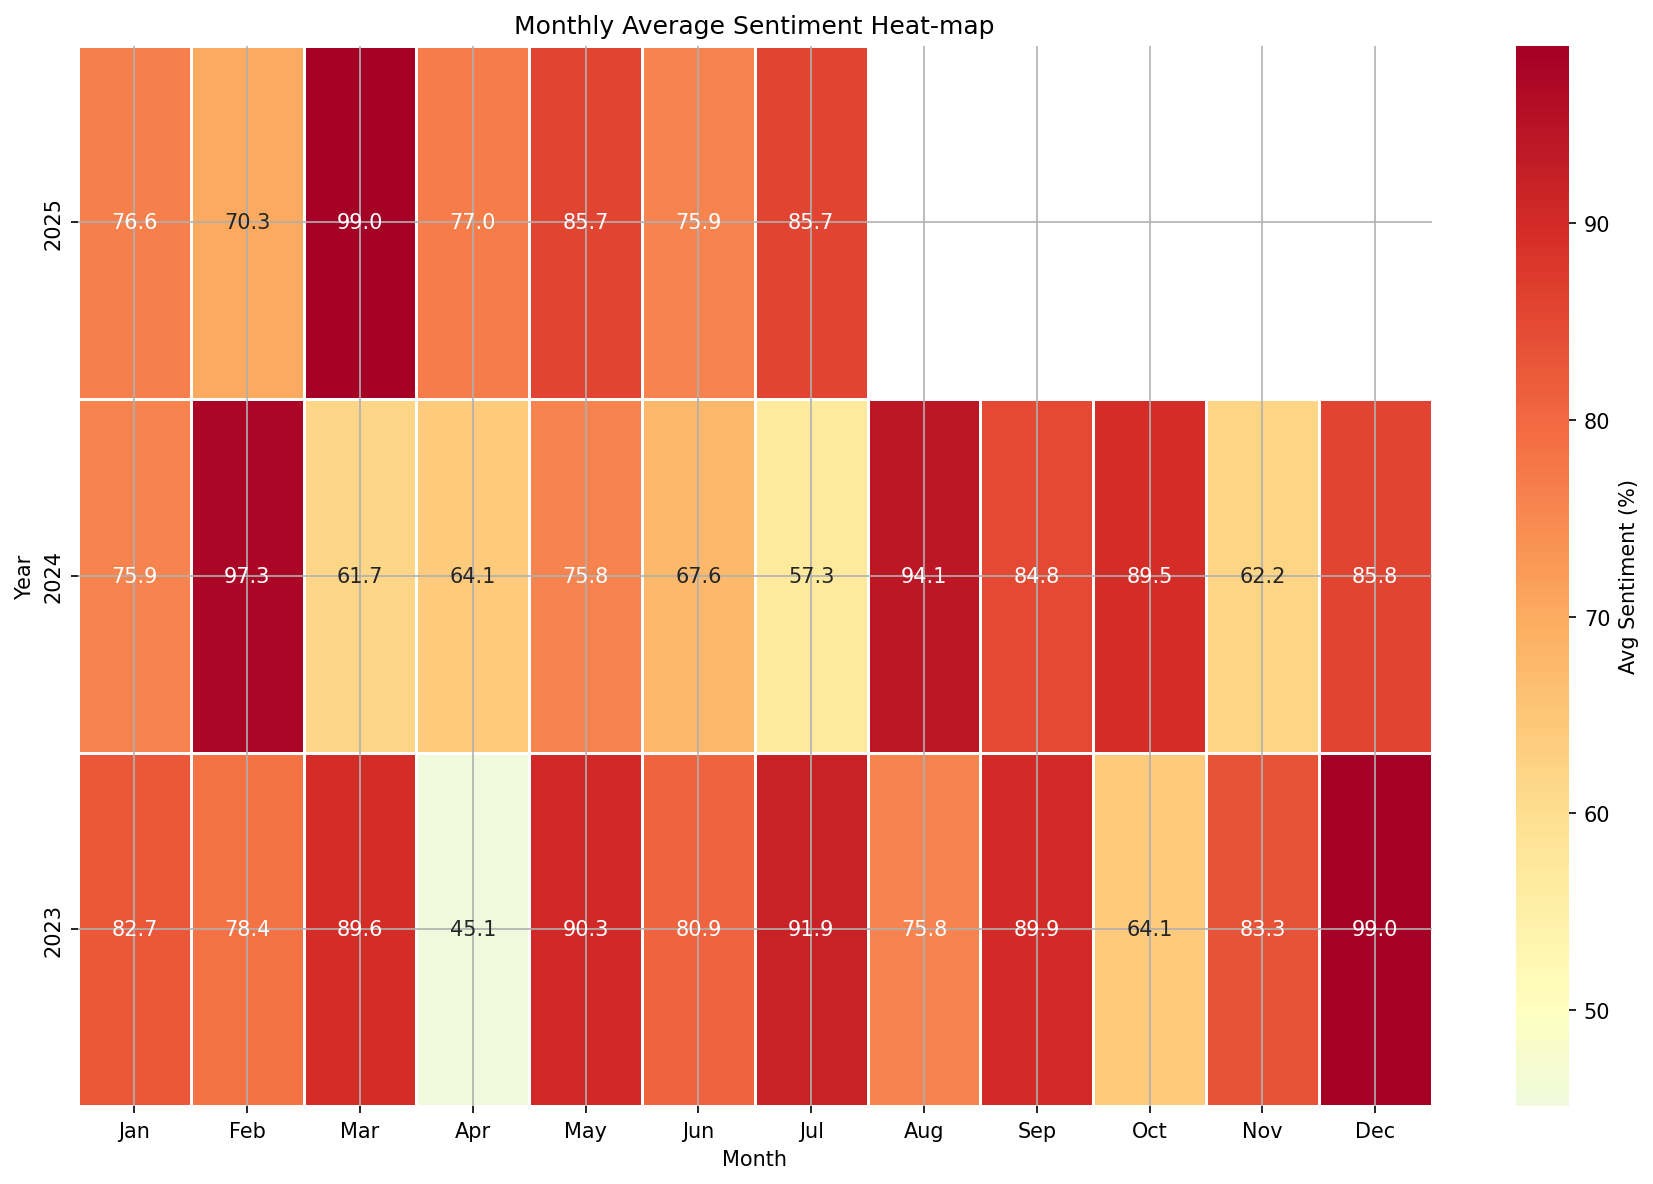 Monthly Average Sentiment Heat-map
Year
2025
76.6 70.3 99.0 77.0 85.7 75.9 85.7
2024
75.9 97.3 61.7 64.1 75.8 67.6 57.3 94.1 84.8 89.5 62.2 85.8
2023
82.7 78.4 89.6 45.1 90.3 80.9 91.9 75.8 89.9 64.1 83.3 99.0
Jan Feb Mar Apr May Jun Jul Aug Sep Oct Nov Dec
Month
90
80
70
60
50
Avg Sentiment (%)